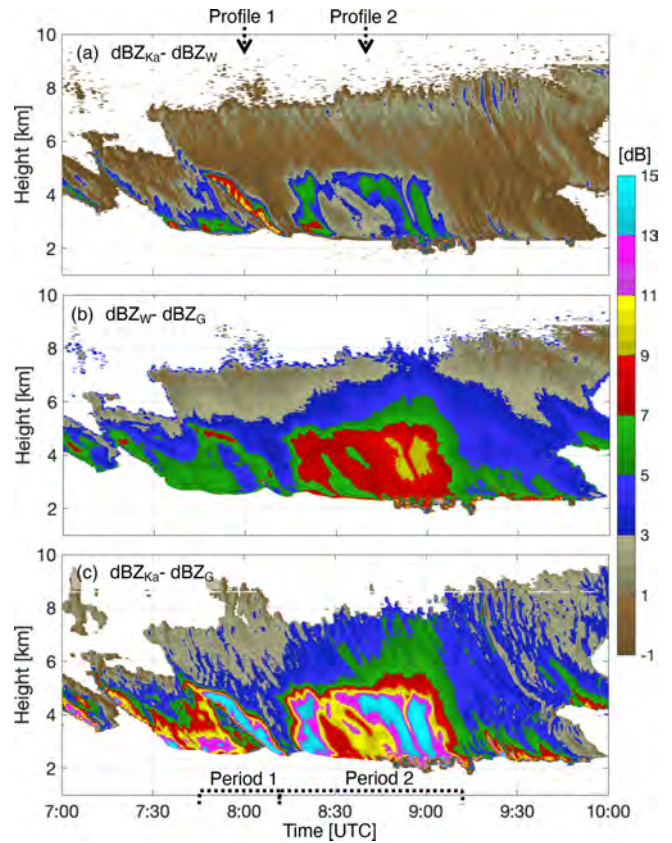 Profile 1 Profile 2
10
(a) dBZKa- dBZW
8
6
4
2
Height [km]
[dB]
15
13
11
9
7
5
3
1
-1
10
(b) dBZW- dBZG
8
6
4
2
Height [km]
10
(c) dBZKa- dBZG
8
6
4
2
Height [km]
Period 1 Period 2
7:00 7:30 8:00 8:30 9:00 9:30 10:00
Time [UTC]